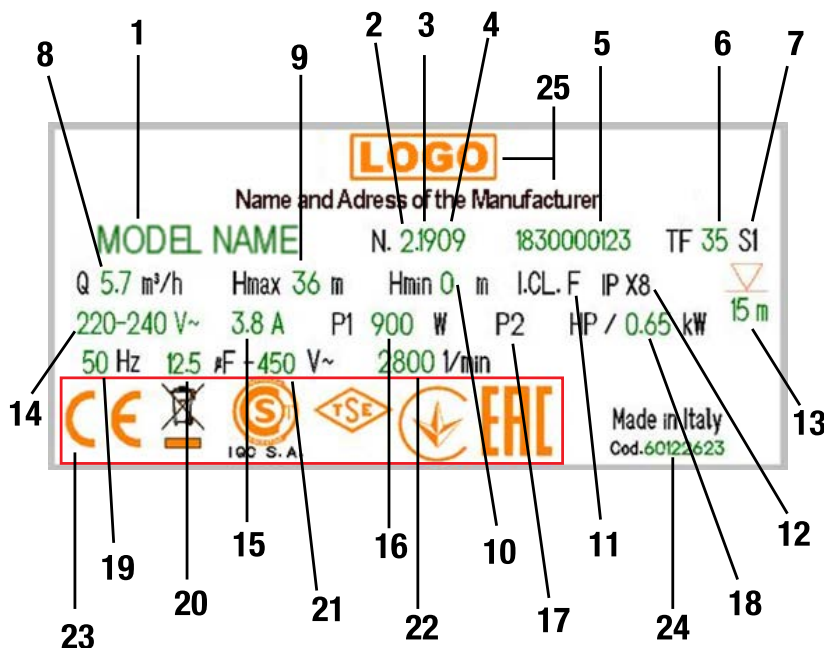 1 2 3 4 5 6 7
8 9 25
LOGO
Name and Adress of the Manufacturer
MODEL NAME N. 2.1909 1830000123 TF 35 S1
Q 5.7 m³/h Hmax 36 m Hmin 0 m I.CL. F IP X8
15 m
220-240 V~ 3.8 A P1 900 W P2 HP / 0.65 kW
50 Hz 12.5 µF - 450 V~ 2800 1/min
14 13
CE S T TSE EAC
IQC S.A.
Made in Italy
Cod.60122623
19 20 15 21 16 22 10 17 11 18 12
23 24